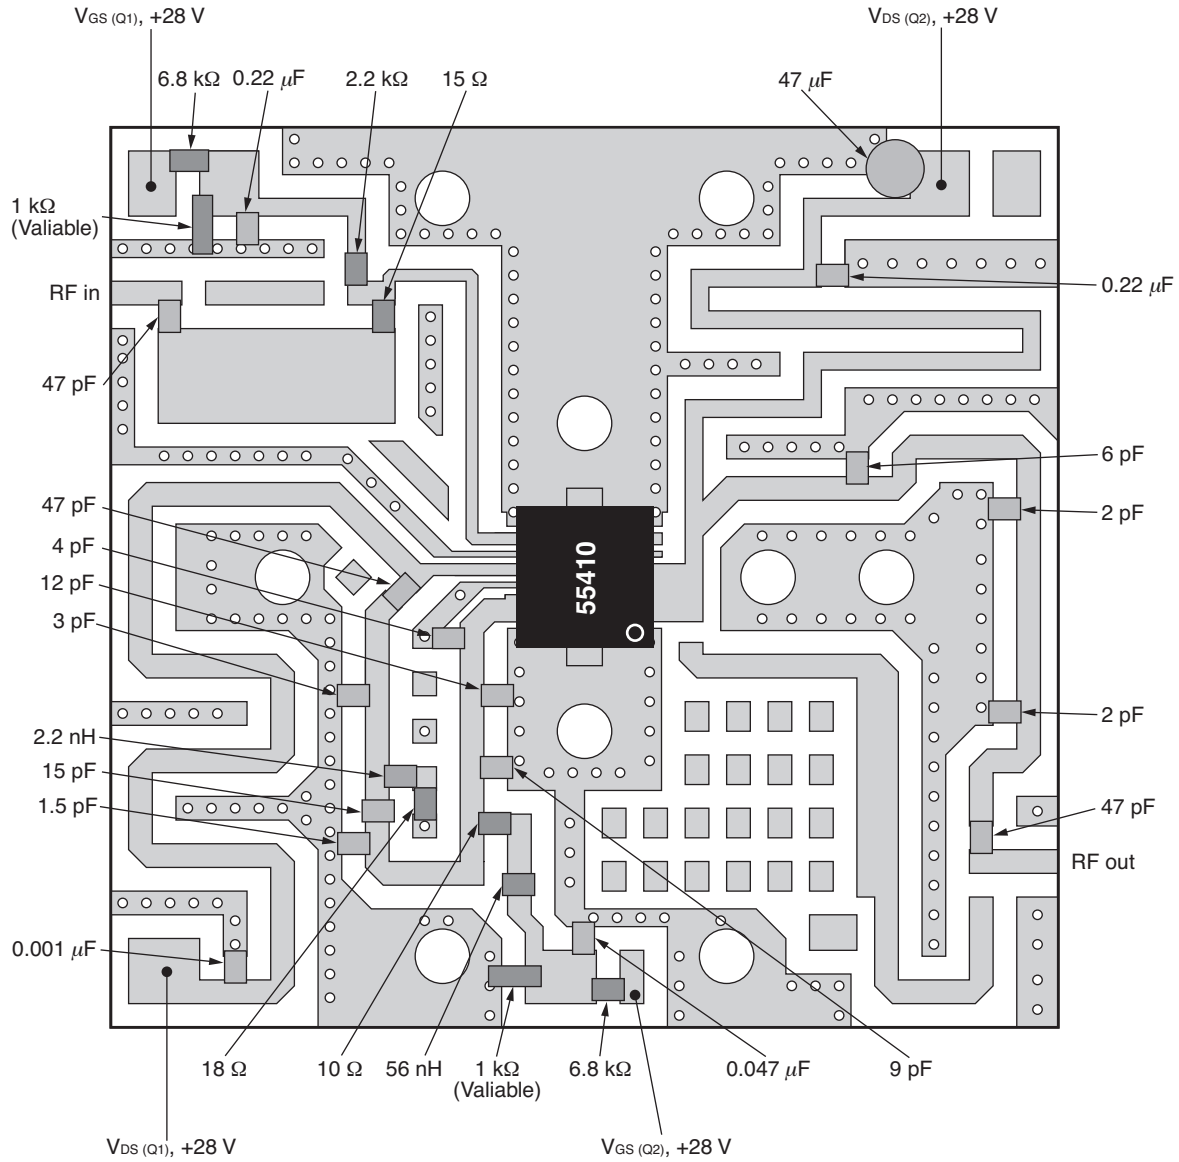 VGS (Q1), +28 V
VDS (Q2), +28 V
6.8 kΩ
0.22 μF
2.2 kΩ
15 Ω
47 μF
1 kΩ
(Valiable)
RF in
0.22 μF
47 pF
6 pF
47 pF
2 pF
4 pF
12 pF
3 pF
55410
2 pF
2.2 nH
15 pF
1.5 pF
47 pF
RF out
0.001 μF
18 Ω
10 Ω
56 nH
1 kΩ
(Valiable)
6.8 kΩ
0.047 μF
9 pF
VDS (Q1), +28 V
VGS (Q2), +28 V